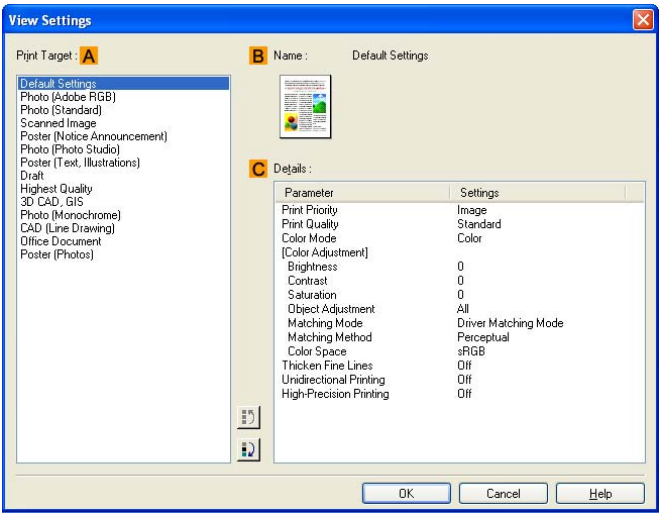 View Settings
Print Target : A
Default Settings
Photo (Adobe RGB)
Photo (Standard)
Scanned Image
Poster (Notice Announcement)
Photo (Photo Studio)
Poster (Text, Illustrations)
Draft
Highest Quality
3D CAD, GIS
Photo (Monochrome)
CAD (Line Drawing)
Office Document
Poster (Photos)
B Name : Default Settings
C Details :
Parameter Settings
Print Priority Image
Print Quality Standard
Color Mode Color
[Color Adjustment]
Brightness 0
Contrast 0
Saturation 0
Object Adjustment All
Matching Mode Driver Matching Mode
Matching Method Perceptual
Color Space sRGB
Thicken Fine Lines Off
Unidirectional Printing Off
High-Precision Printing Off
OK Cancel Help